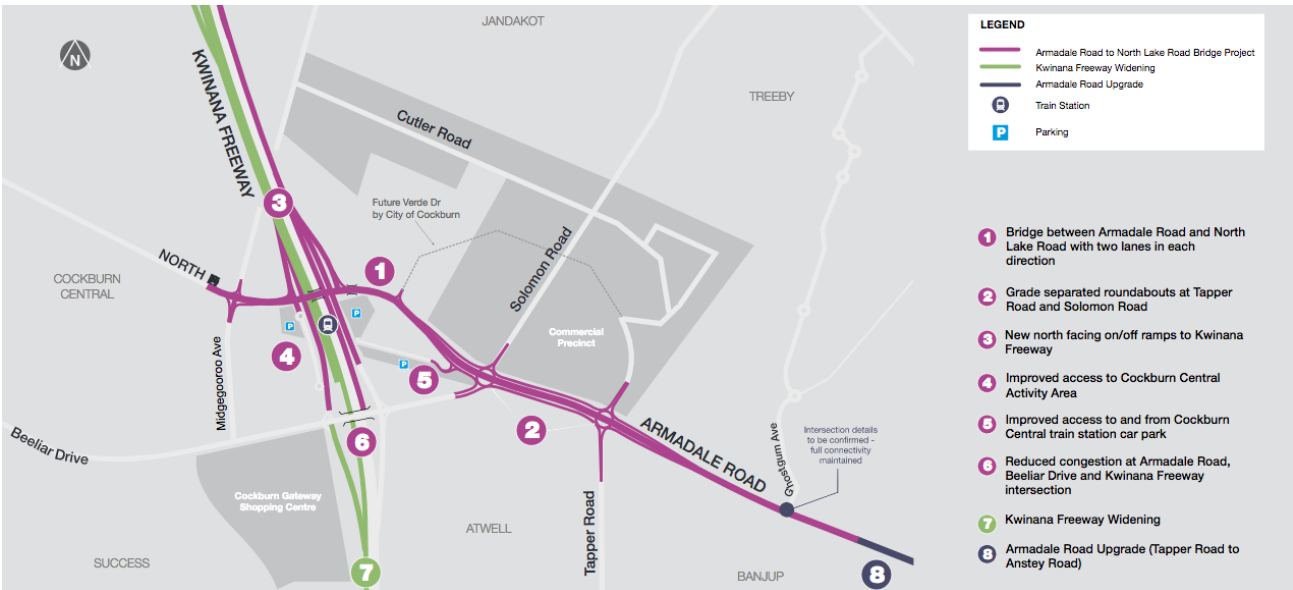 JANDAKOT
N
KWINANA FREEWAY
TREEBY
Cutler Road
3
Future Verde Dr
by City of Cockburn
NORTH
COCKBURN
CENTRAL
1
Solomon Road
P
P
Commercial
Precinct
4
P
5
Midgegooroo Ave
2
ARMADALE ROAD
Beeliar Drive
6
Ghostgum Ave
Intersection details
to be confirmed -
full connectivity
maintained
Cockburn Gateway
Shopping Centre
ATWELL
Tapper Road
SUCCESS
7
BANJUP
8
LEGEND
Armadale Road to North Lake Road Bridge Project
Kwinana Freeway Widening
Armadale Road Upgrade
Train Station
P Parking
1 Bridge between Armadale Road and North
Lake Road with two lanes in each
direction
2 Grade separated roundabouts at Tapper
Road and Solomon Road
3 New north facing on/off ramps to Kwinana
Freeway
4 Improved access to Cockburn Central
Activity Area
5 Improved access to and from Cockburn
Central train station car park
6 Reduced congestion at Armadale Road,
Beeliar Drive and Kwinana Freeway
intersection
7 Kwinana Freeway Widening
8 Armadale Road Upgrade (Tapper Road to
Anstey Road)